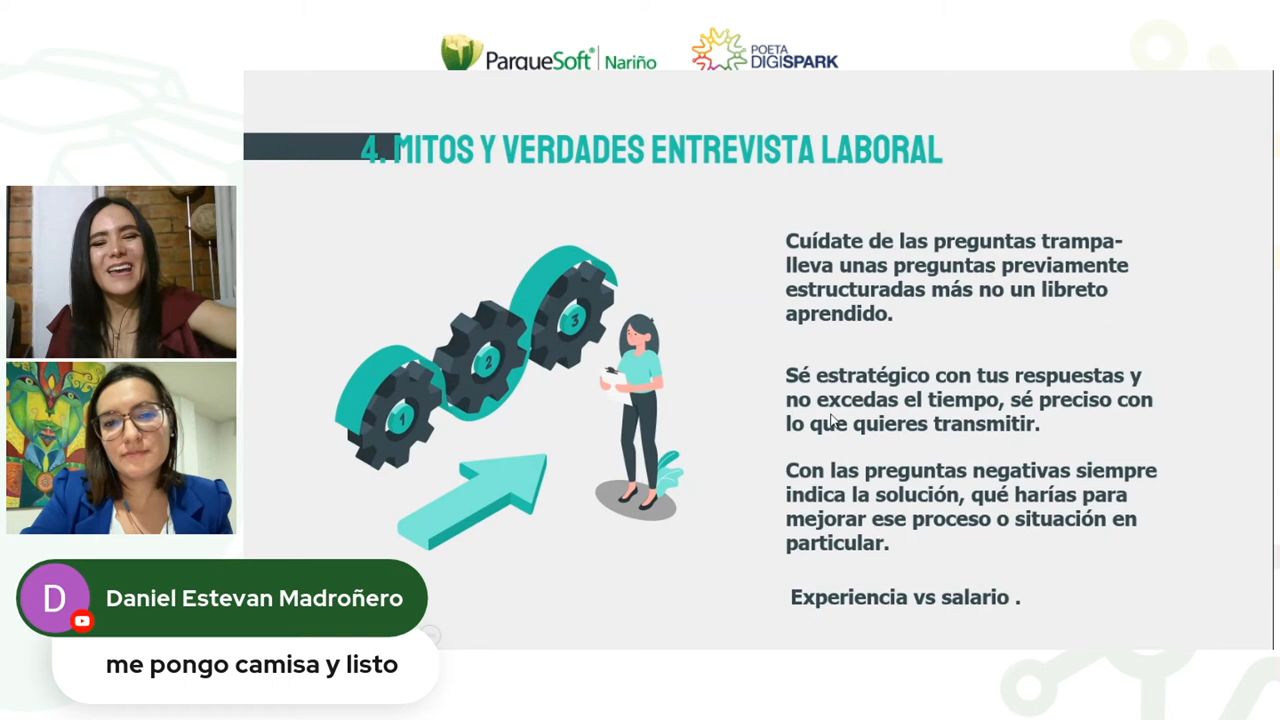 ParqueSoft | Nariño
POETA
DIGISPARK
4. MITOS Y VERDADES ENTREVISTA LABORAL
Cuídate de las preguntas trampa-
lleva unas preguntas previamente
estructuradas más no un libreto
aprendido.
Sé estratégico con tus respuestas y
no excedas el tiempo, sé preciso con
lo que quieres transmitir.
Con las preguntas negativas siempre
indica la solución, qué harías para
mejorar ese proceso o situación en
particular.
Experiencia vs salario .
1
2
3
D
Daniel Estevan Madroñero
me pongo camisa y listo